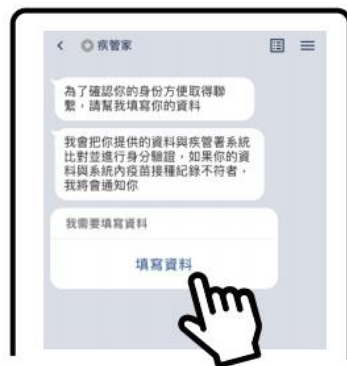 疾管家
為了確認你的身份方便取得聯
繫，請幫我填寫你的資料
我會把你提供的資料與疾管署系統
比對並進行身分驗證，如果你的資
料與系統內疫苗接種紀錄不符者，
我將會通知你
我需要填寫資料
填寫資料